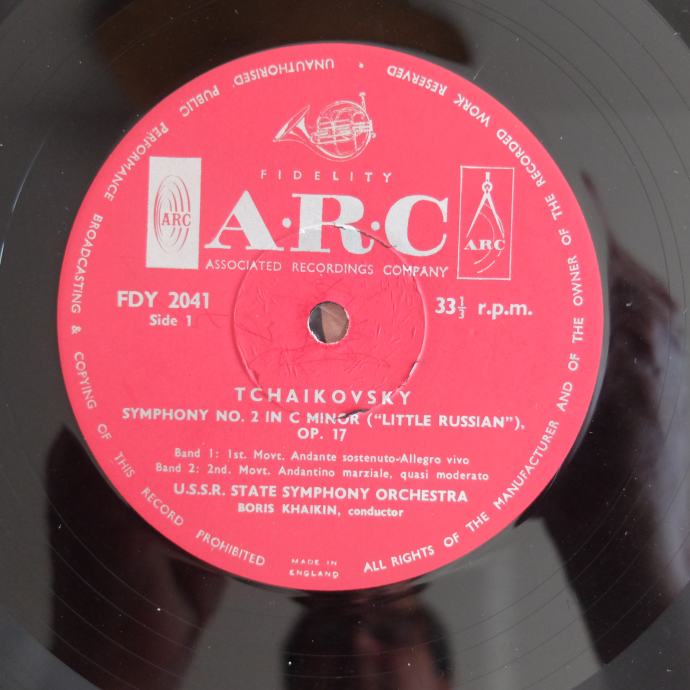 FIDELITY
ARC
A·R·C
ARC
ASSOCIATED RECORDINGS COMPANY
FDY 2041
Side 1
33⅓ r.p.m.
TCHAIKOVSKY
SYMPHONY NO. 2 IN C MINOR ("LITTLE RUSSIAN"),
OP. 17
Band 1: 1st. Movt. Andante sostenuto-Allegro vivo
Band 2: 2nd. Movt. Andantino marziale, quasi moderato
U.S.S.R. STATE SYMPHONY ORCHESTRA
BORIS KHAIKIN, conductor
MADE IN
ENGLAND
ALL RIGHTS OF THE MANUFACTURER AND OF THE OWNER OF THE RECORDED WORK RESERVED • UNAUTHORISED PUBLIC PERFORMANCE BROADCASTING & COPYING OF THIS RECORD PROHIBITED